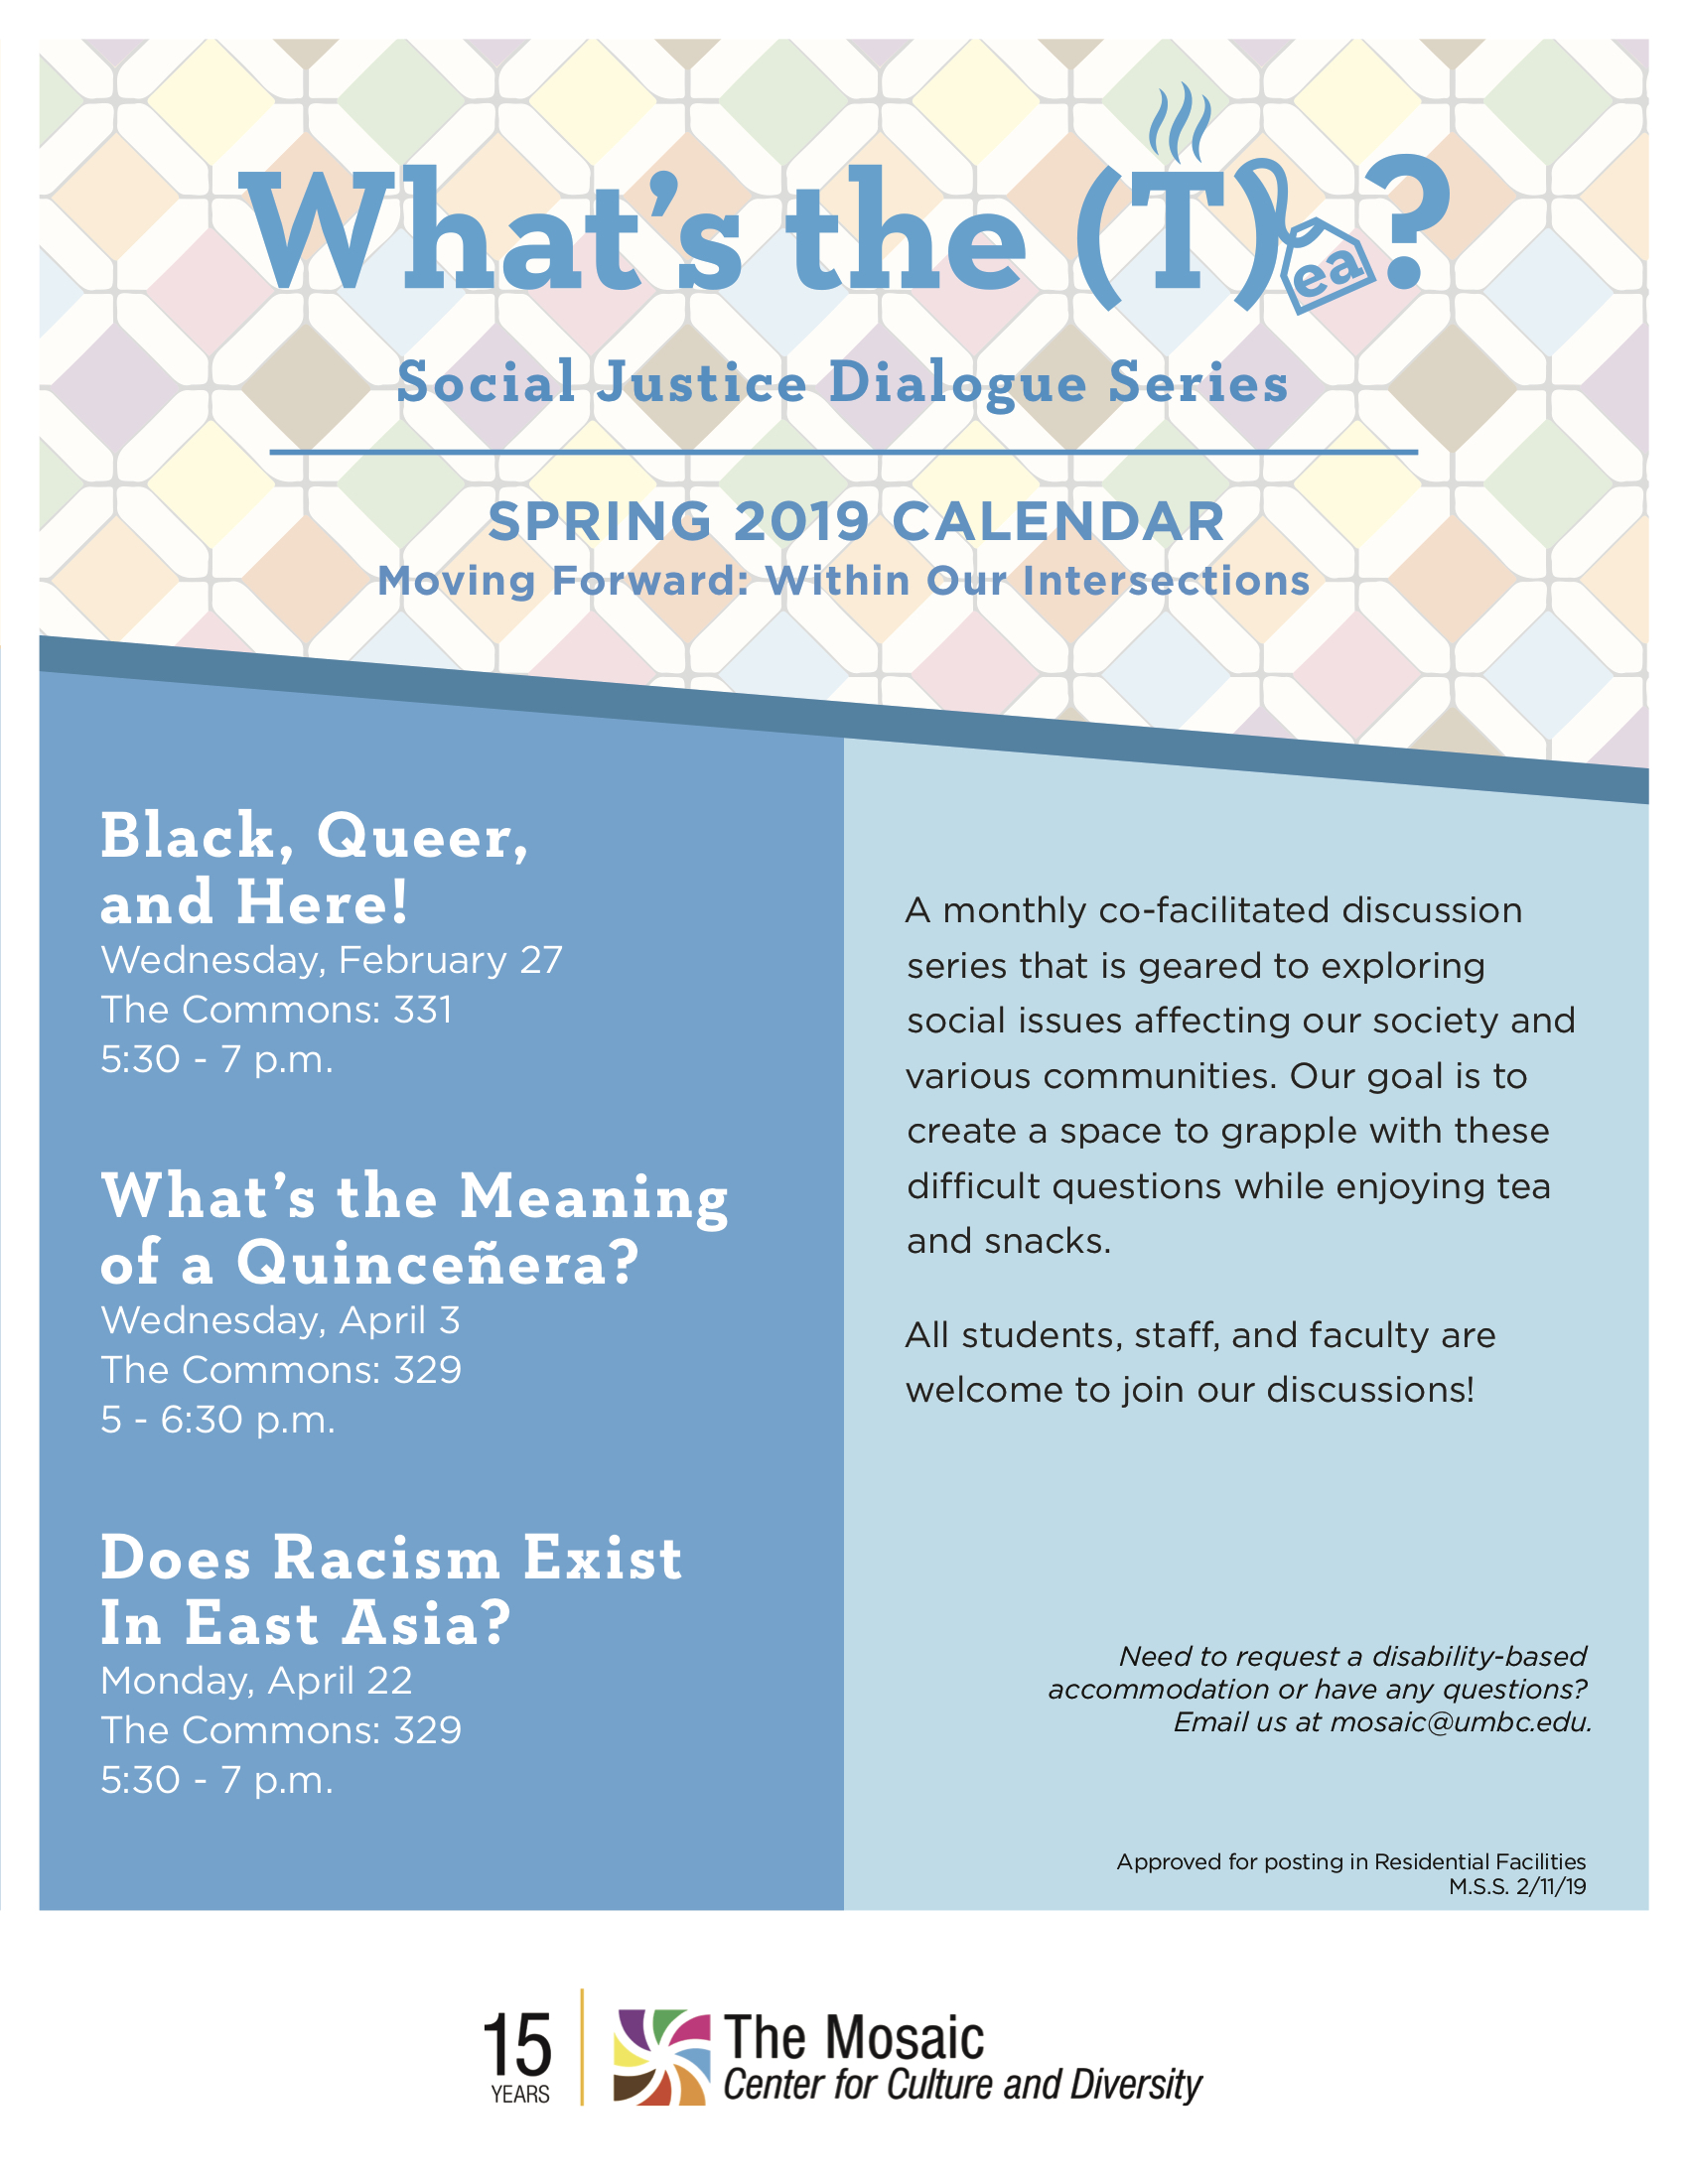 What's the (T)ea?
Social Justice Dialogue Series
SPRING 2019 CALENDAR
Moving Forward: Within Our Intersections
Black, Queer,
and Here!
Wednesday, February 27
The Commons: 331
5:30 - 7 p.m.
What's the Meaning
of a Quinceñera?
Wednesday, April 3
The Commons: 329
5 - 6:30 p.m.
Does Racism Exist
In East Asia?
Monday, April 22
The Commons: 329
5:30 - 7 p.m.
A monthly co-facilitated discussion
series that is geared to exploring
social issues affecting our society and
various communities. Our goal is to
create a space to grapple with these
difficult questions while enjoying tea
and snacks.
All students, staff, and faculty are
welcome to join our discussions!
Need to request a disability-based
accommodation or have any questions?
Email us at mosaic@umbc.edu.
Approved for posting in Residential Facilities
M.S.S. 2/11/19
15
YEARS
The Mosaic
Center for Culture and Diversity